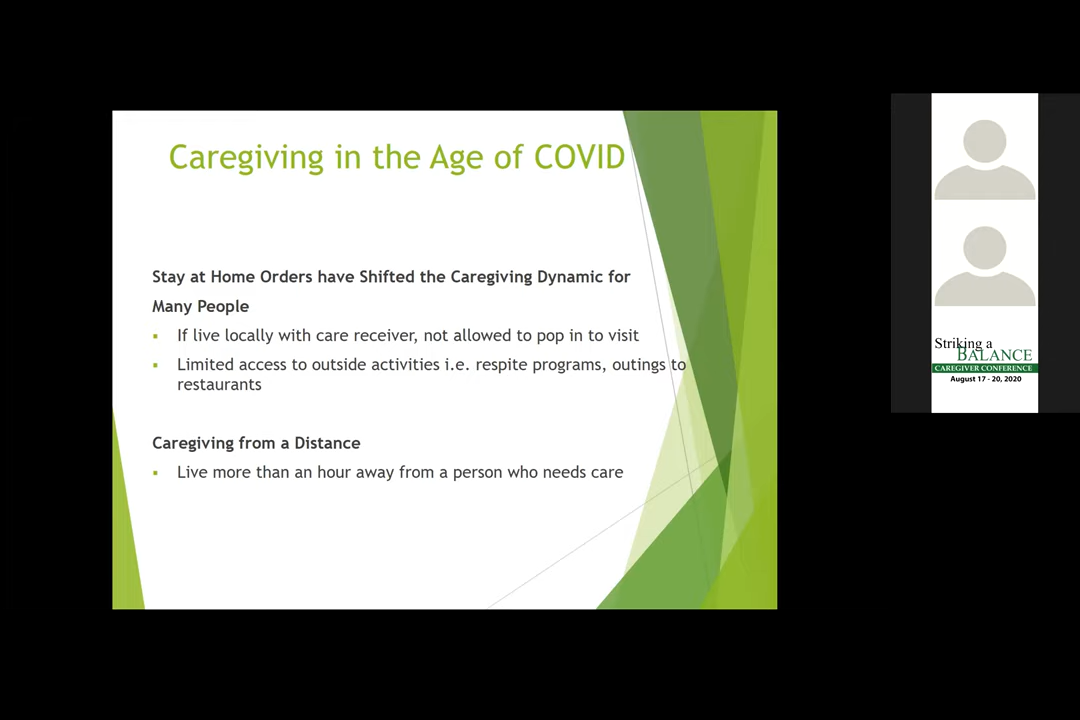 Caregiving in the Age of COVID
Stay at Home Orders have Shifted the Caregiving Dynamic for
Many People
▪ If live locally with care receiver, not allowed to pop in to visit
▪ Limited access to outside activities i.e. respite programs, outings to
restaurants
Caregiving from a Distance
▪ Live more than an hour away from a person who needs care
Striking a
BALANCE
CAREGIVER CONFERENCE
August 17 - 20, 2020